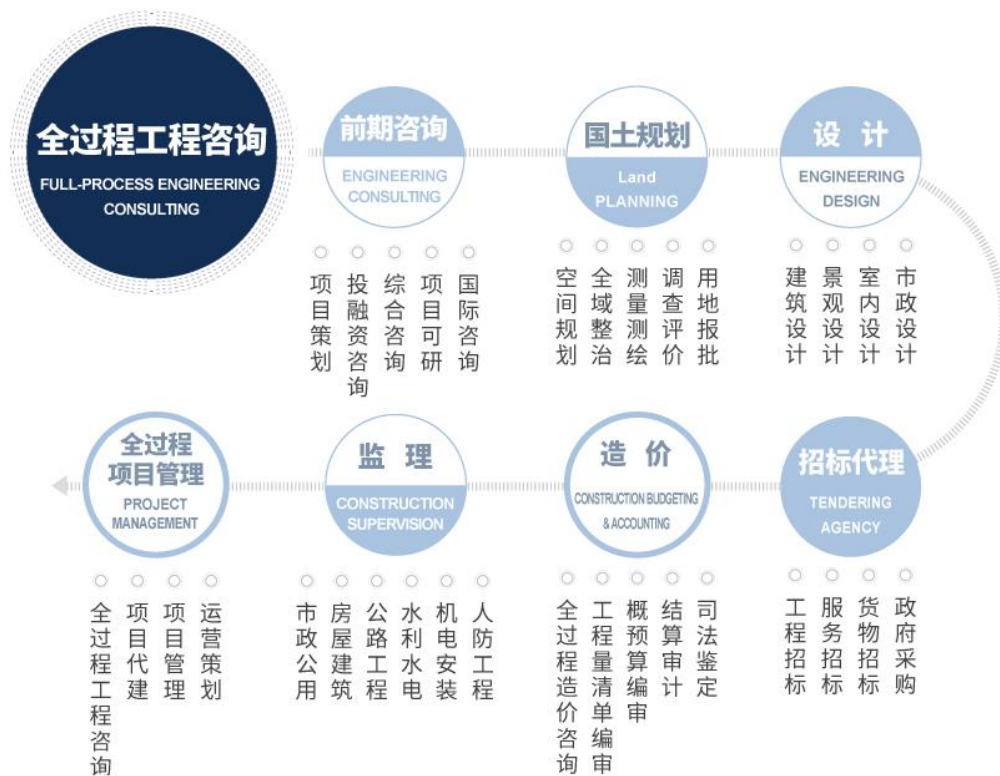 全过程工程咨询
FULL-PROCESS ENGINEERING
CONSULTING
前期咨询
ENGINEERING
CONSULTING
项目策划
投融资咨询
综合咨询
项目可研
国际咨询
国土规划
Land
PLANNING
空间规划
全域整治
测量测绘
调查评价
用地报批
设 计
ENGINEERING
DESIGN
建筑设计
景观设计
室内设计
市政设计
招标代理
TENDERING
AGENCY
工程招标
服务招标
货物招标
政府采购
造 价
CONSTRUCTION BUDGETING
& ACCOUNTING
全过程造价咨询
工程量清单编审
概预算编审
结算审计
司法鉴定
监 理
CONSTRUCTION
SUPERVISION
市政公用
房屋建筑
公路工程
水利水电
机电安装
人防工程
全过程
项目管理
PROJECT
MANAGEMENT
全过程工程咨询
项目代建
项目管理
运营策划